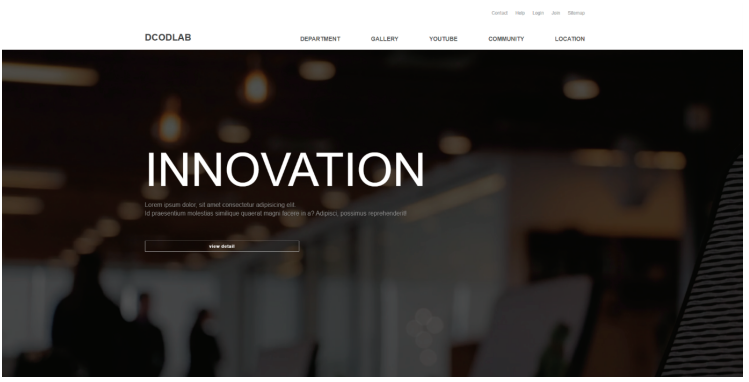 Contact Help Login Join Sitemap
DCODLAB DEPARTMENT GALLERY YOUTUBE COMMUNITY LOCATION
INNOVATION
Lorem ipsum dolor, sit amet consectetur adipisicing elit.
Id praesentium molestias similique quaerat magni facere in a? Adipisci, possimus reprehenderit!
view detail